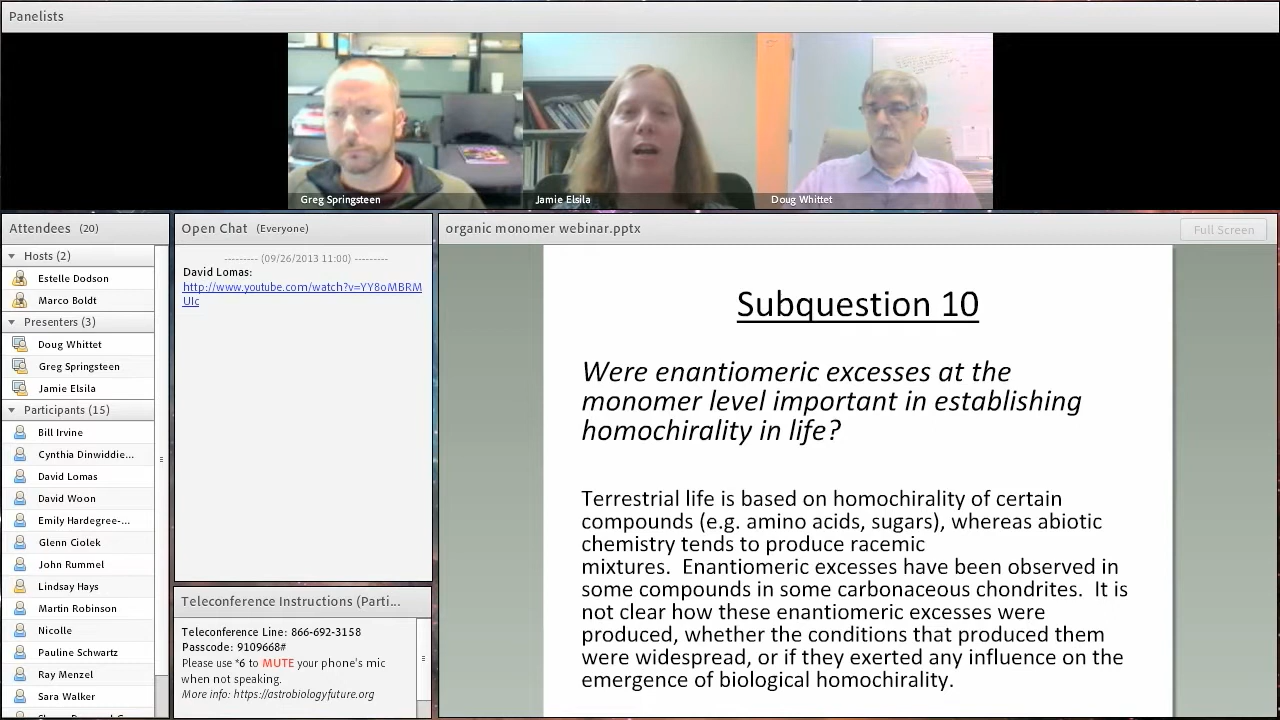 Panelists
Greg Springsteen
Jamie Elsila
Doug Whittet
Attendees (20)
Hosts (2)
Estelle Dodson
Marco Boldt
Presenters (3)
Doug Whittet
Greg Springsteen
Jamie Elsila
Participants (15)
Bill Irvine
Cynthia Dinwiddie...
David Lomas
David Woon
Emily Hardegree-...
Glenn Ciolek
John Rummel
Lindsay Hays
Martin Robinson
Nicolle
Pauline Schwartz
Ray Menzel
Sara Walker
Open Chat (Everyone)
--------- (09/26/2013 11:00) ---------
David Lomas:
http://www.youtube.com/watch?v=YY8oMBRM
UIc
Teleconference Instructions (Parti...
Teleconference Line: 866-692-3158
Passcode: 9109668#
Please use *6 to MUTE your phone's mic
when not speaking.
More info: https://astrobiologyfuture.org
organic monomer webinar.pptx
Full Screen
Subquestion 10
Were enantiomeric excesses at the
monomer level important in establishing
homochirality in life?
Terrestrial life is based on homochirality of certain
compounds (e.g. amino acids, sugars), whereas abiotic
chemistry tends to produce racemic
mixtures. Enantiomeric excesses have been observed in
some compounds in some carbonaceous chondrites. It is
not clear how these enantiomeric excesses were
produced, whether the conditions that produced them
were widespread, or if they exerted any influence on the
emergence of biological homochirality.